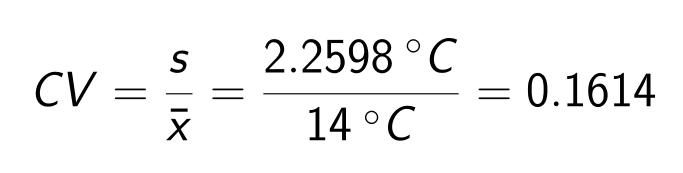 CV = s/x̄ = 2.2598 °C/14 °C = 0.1614